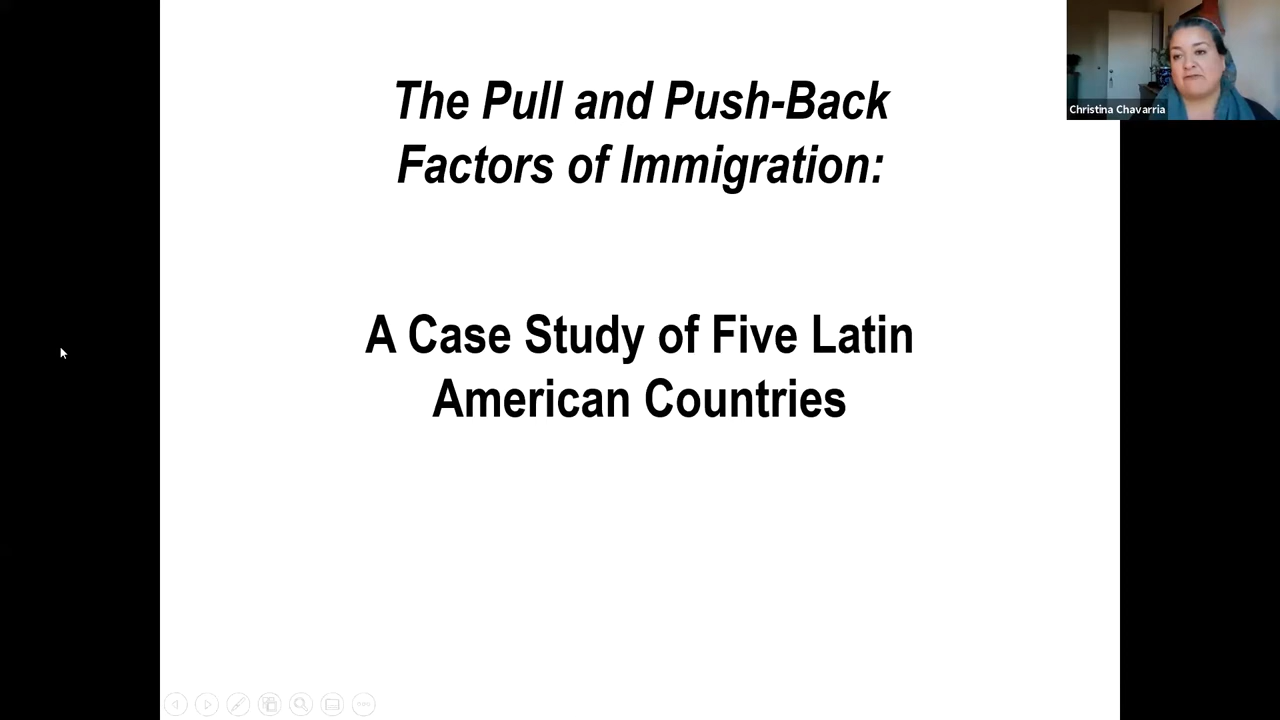 The Pull and Push-Back
Factors of Immigration:
A Case Study of Five Latin
American Countries
Christina Chavarria